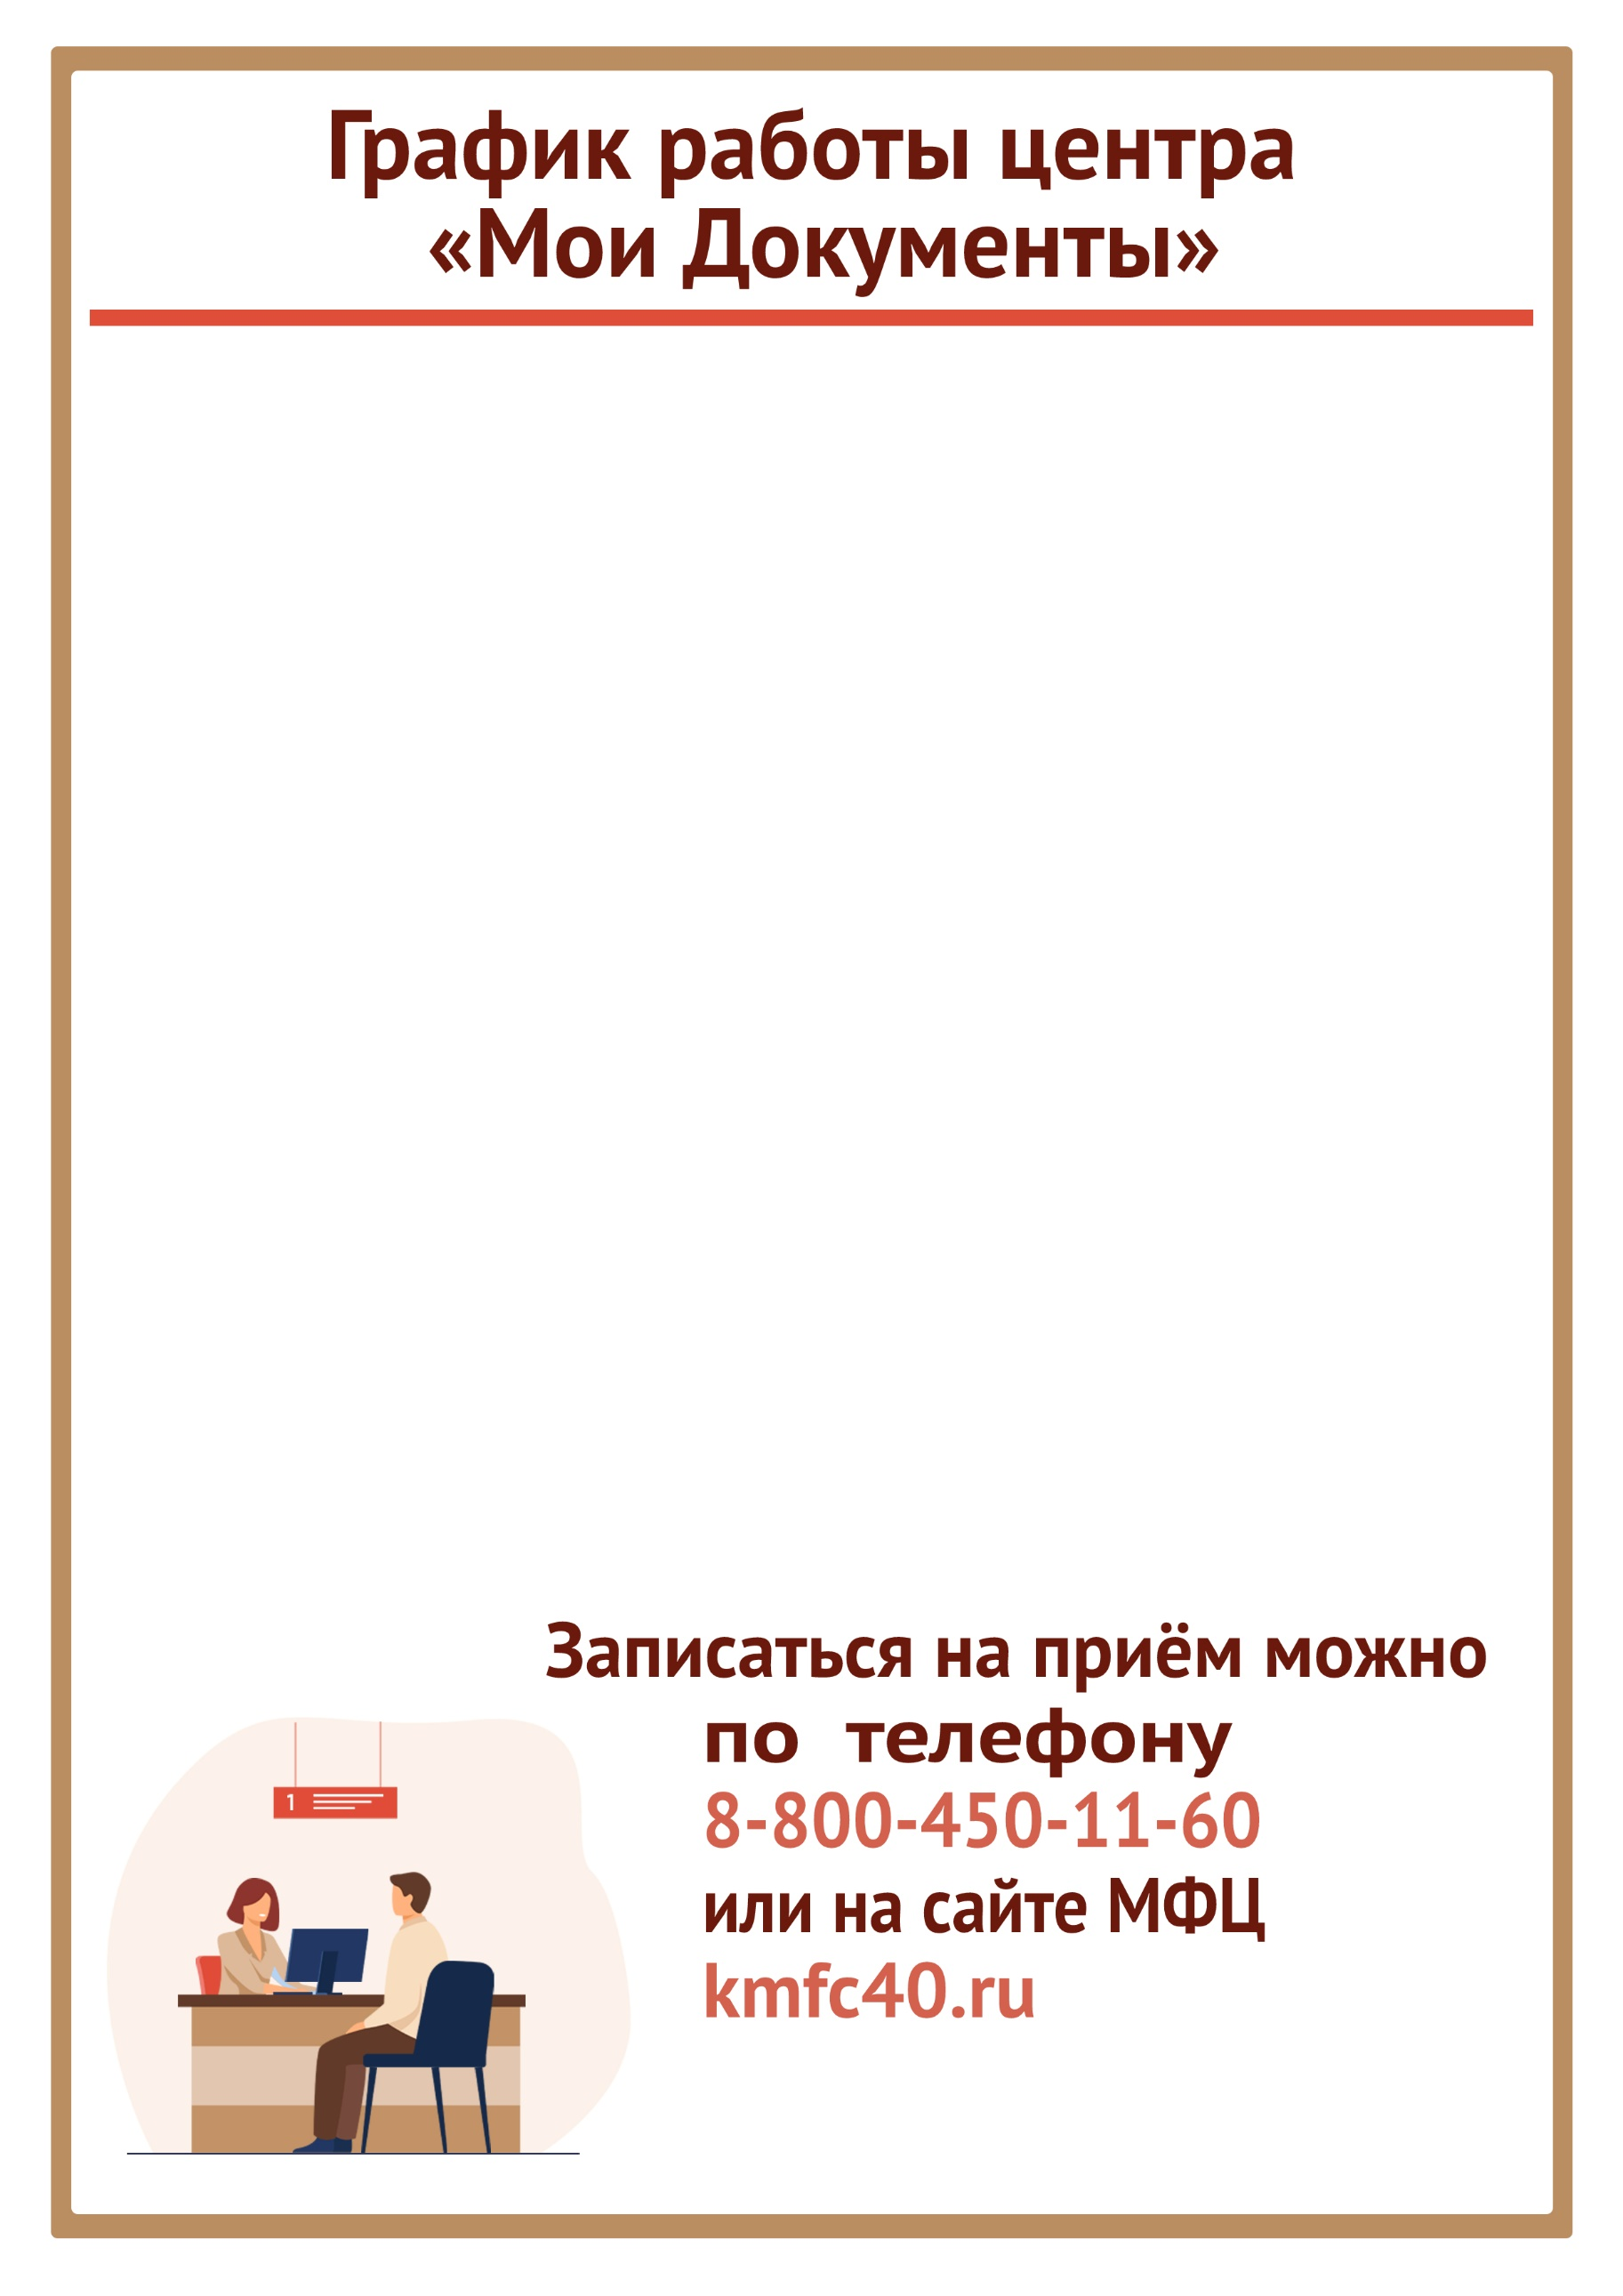 График работы центра
«Мои Документы»
Записаться на приём можно
по телефону
8-800-450-11-60
или на сайте МФЦ
kmfc40.ru
1